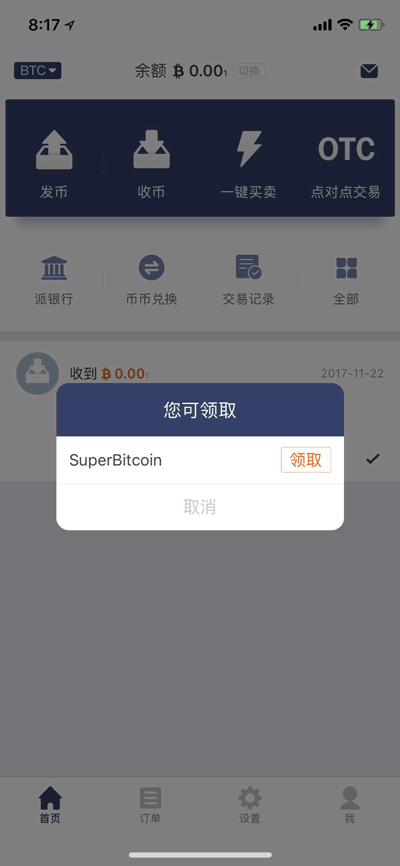 8:17
BTC
余额 ₿ 0.001 切换
发币 收币 一键买卖 OTC 点对点交易
派银行 币币兑换 交易记录 全部
收到 ₿ 0.001 2017-11-22
您可领取
SuperBitcoin 领取
取消
首页 订单 设置 我